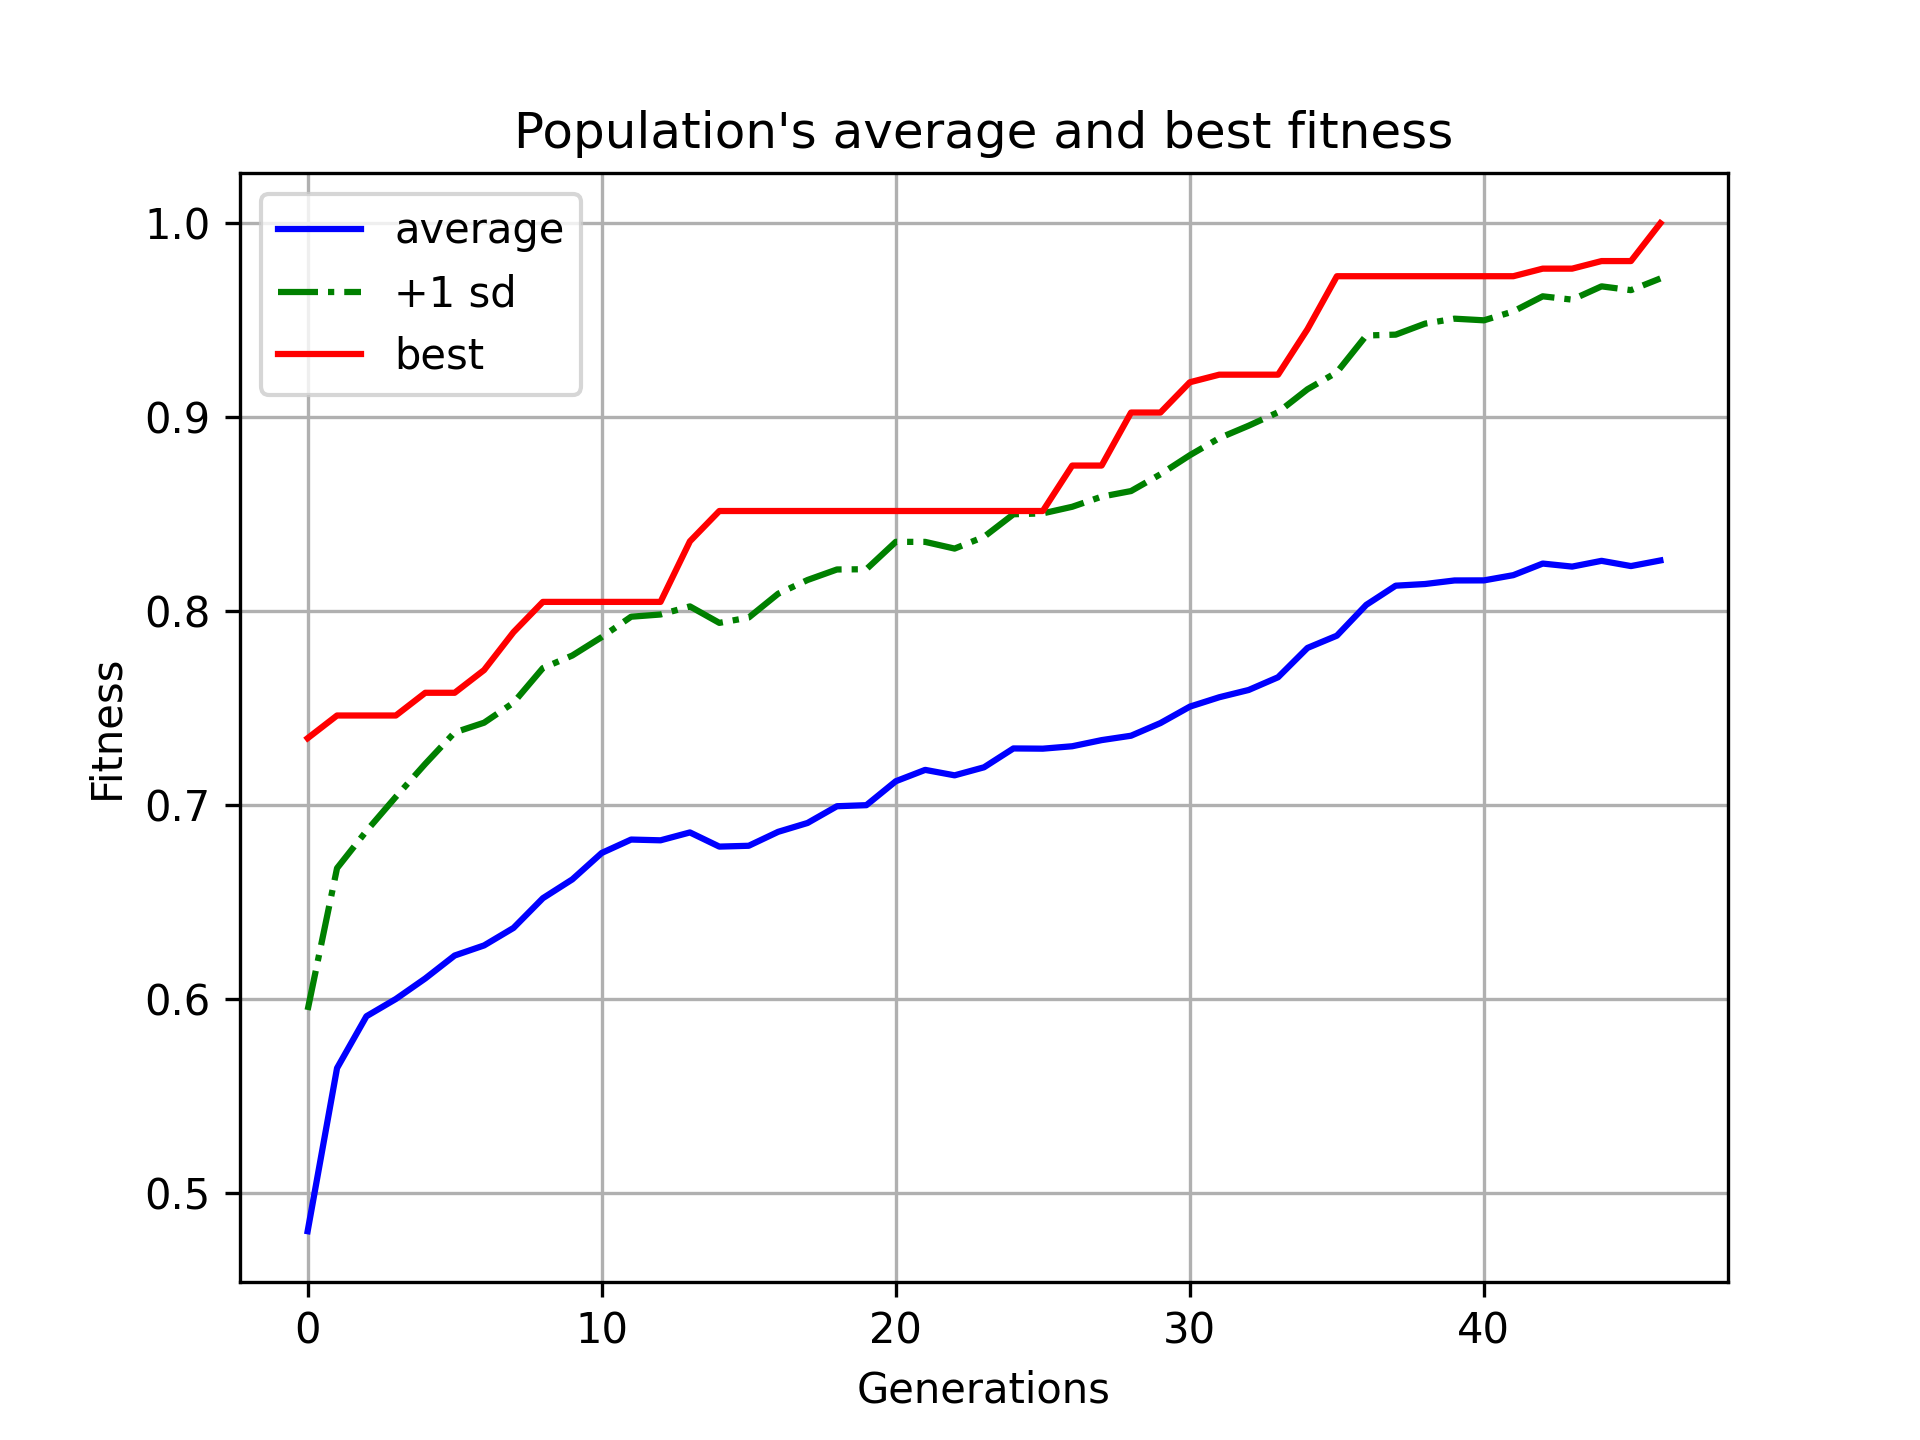 Population's average and best fitness
average
+1 sd
best
1.0
0.9
0.8
0.7
0.6
0.5
Fitness
0 10 20 30 40
Generations